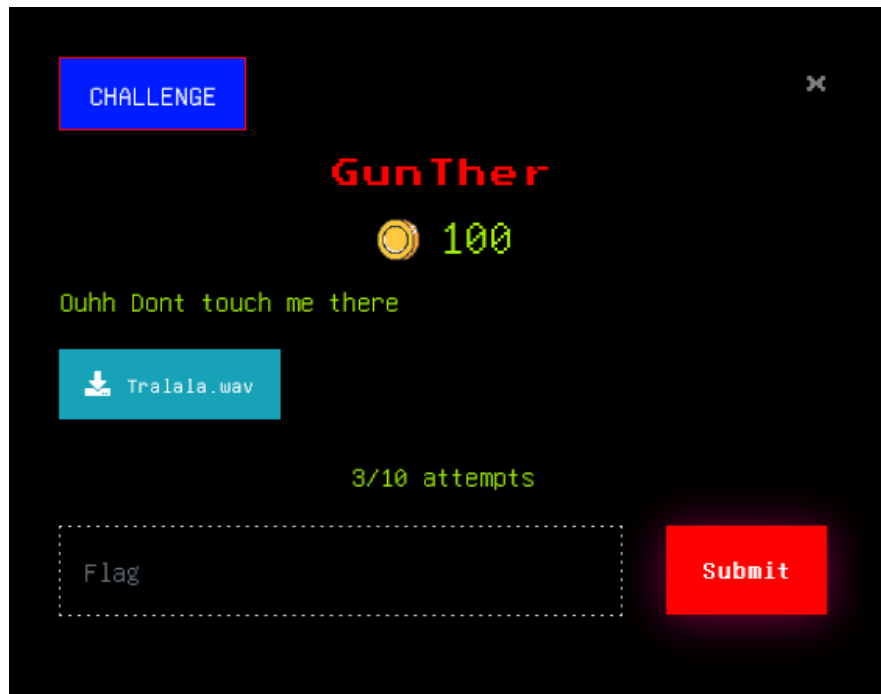 CHALLENGE
×
GunTher
100
Ouhh Dont touch me there
Tralala.wav
3/10 attempts
Flag
Submit